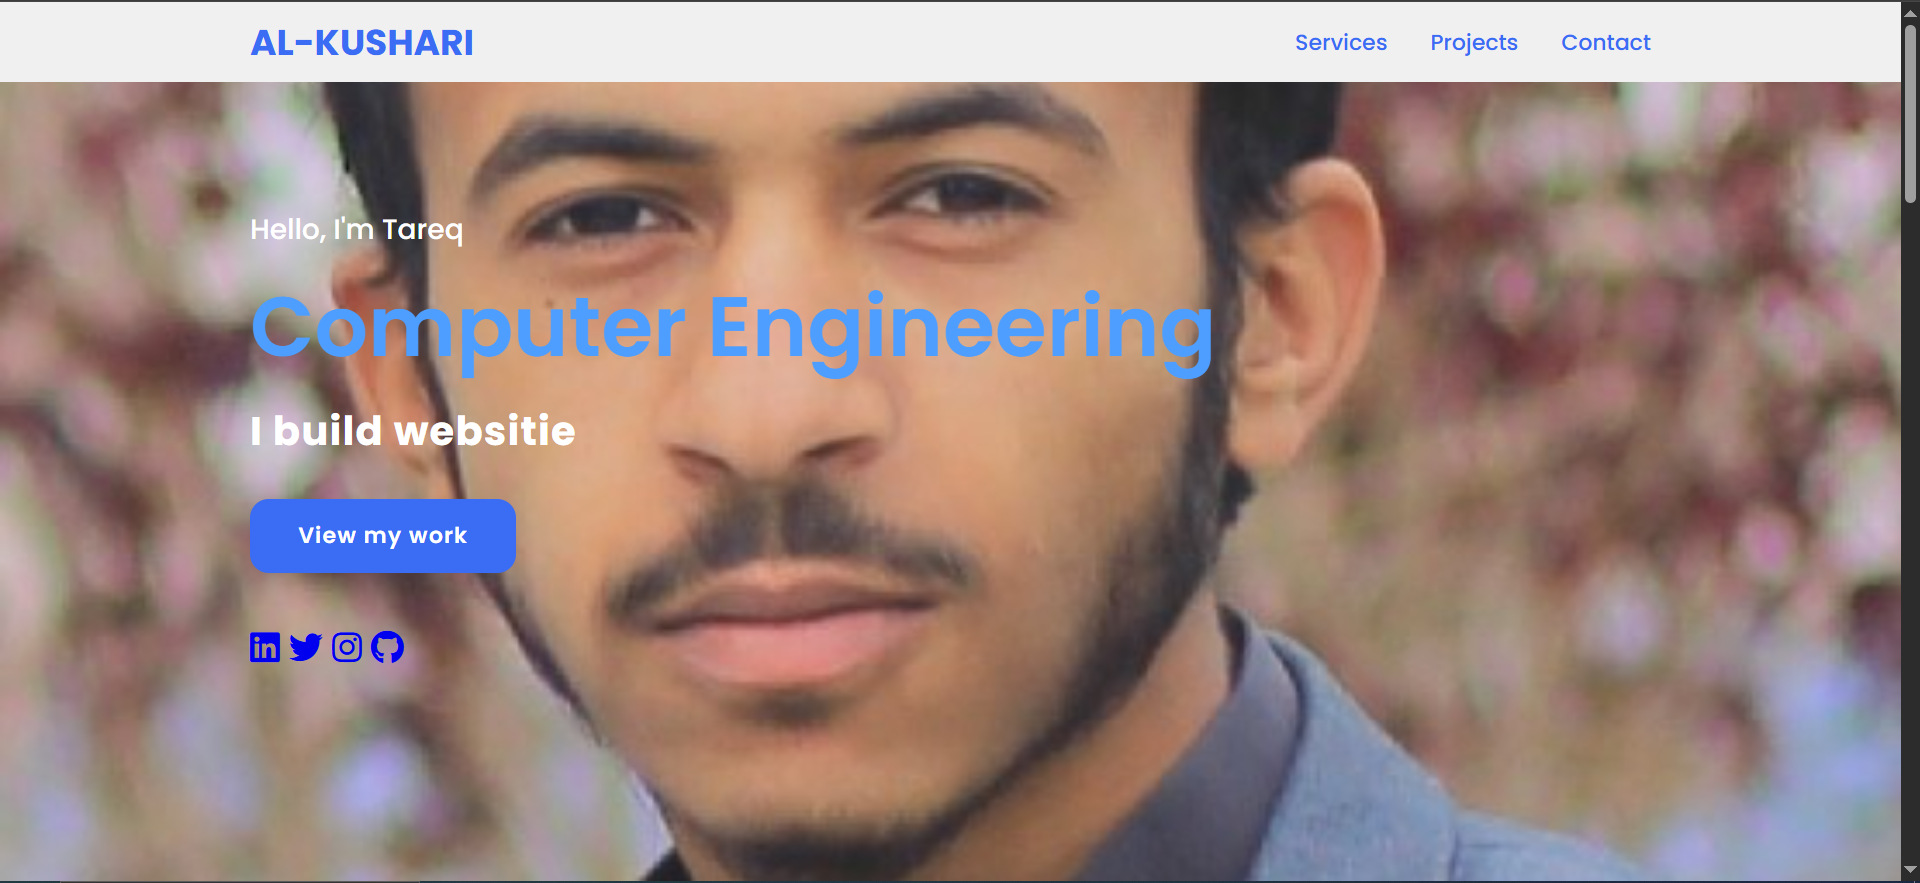 AL-KUSHARI
Services Projects Contact
Hello, I'm Tareq
Computer Engineering
I build websitie
View my work